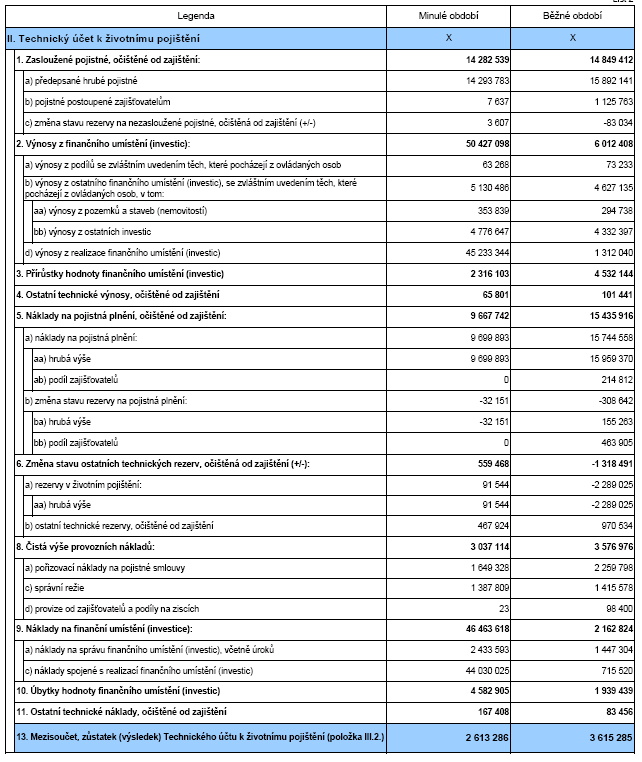 Legenda Minulé období Běžné období
II. Technický účet k životnímu pojištění X X
1. Zasloužené pojistné, očištěné od zajištění: 14 282 539 14 849 412
a) předepsané hrubé pojistné 14 293 783 15 892 141
b) pojistné postoupené zajišťovatelům 7 637 1 125 763
c) změna stavu rezervy na nezasloužené pojistné, očištěná od zajištění (+/-) 3 607 -83 034
2. Výnosy z finančního umístění (investic): 50 427 098 6 012 408
a) výnosy z podílů se zvláštním uvedením těch, které pocházejí z ovládaných osob 63 268 73 233
b) výnosy z ostatního finančního umístění (investic), se zvláštním uvedením těch, které
pocházejí z ovládaných osob, v tom: 5 130 486 4 627 135
aa) výnosy z pozemků a staveb (nemovitostí) 353 839 294 738
bb) výnosy z ostatních investic 4 776 647 4 332 397
d) výnosy z realizace finančního umístění (investic) 45 233 344 1 312 040
3. Přírůstky hodnoty finančního umístění (investic) 2 316 103 4 532 144
4. Ostatní technické výnosy, očištěné od zajištění 65 801 101 441
5. Náklady na pojistná plnění, očištěné od zajištění: 9 667 742 15 435 916
a) náklady na pojistná plnění: 9 699 893 15 744 558
aa) hrubá výše 9 699 893 15 959 370
ab) podíl zajišťovatelů 0 214 812
b) změna stavu rezervy na pojistná plnění: -32 151 -308 642
ba) hrubá výše -32 151 155 263
bb) podíl zajišťovatelů 0 463 905
6. Změna stavu ostatních technických rezerv, očištěná od zajištění (+/-): 559 468 -1 318 491
a) rezervy v životním pojištění: 91 544 -2 289 025
aa) hrubá výše 91 544 -2 289 025
b) ostatní technické rezervy, očištěné od zajištění 467 924 970 534
8. Čistá výše provozních nákladů: 3 037 114 3 576 976
a) pořizovací náklady na pojistné smlouvy 1 649 328 2 259 798
c) správní režie 1 387 809 1 415 578
d) provize od zajišťovatelů a podíly na ziscích 23 98 400
9. Náklady na finanční umístění (investice): 46 463 618 2 162 824
a) náklady na správu finančního umístění (investic), včetně úroků 2 433 593 1 447 304
c) náklady spojené s realizací finančního umístění (investic) 44 030 025 715 520
10. Úbytky hodnoty finančního umístění (investic) 4 582 905 1 939 439
11. Ostatní technické náklady, očištěné od zajištění 167 408 83 456
13. Mezisoučet, zůstatek (výsledek) Technického účtu k životnímu pojištění (položka III.2.) 2 613 286 3 615 285